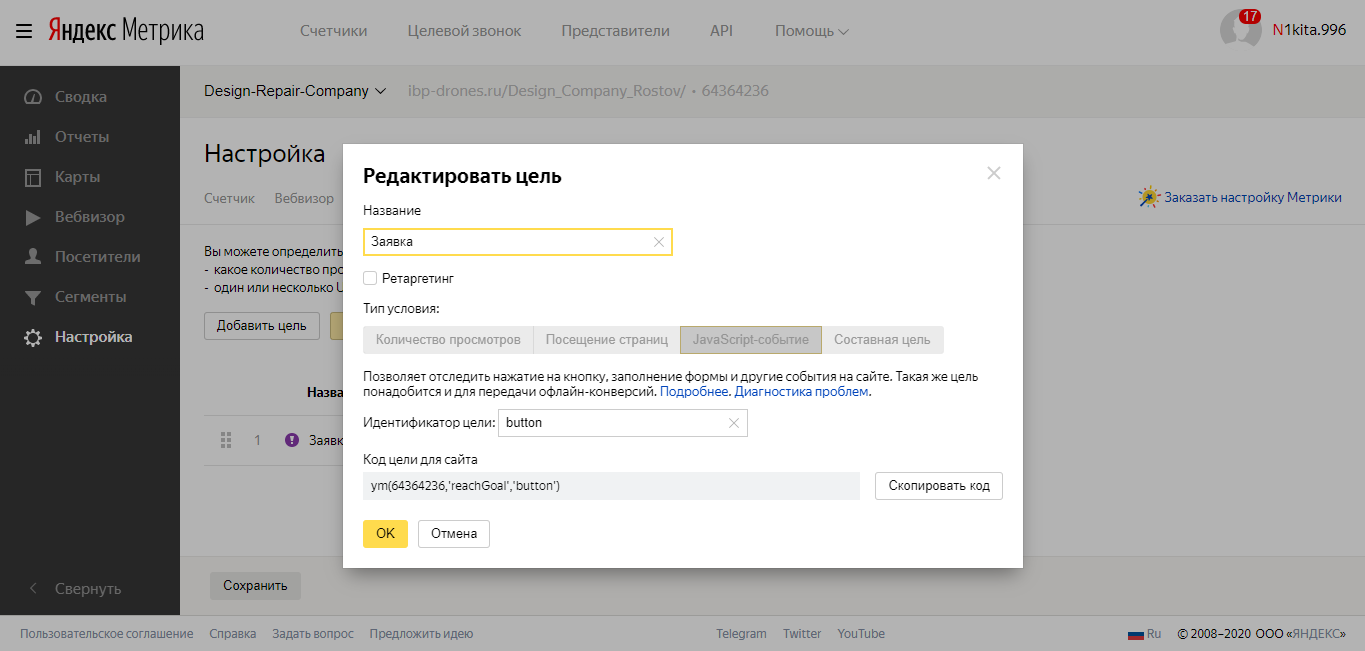 Яндекс Метрика
Счетчики
Целевой звонок
Представители
API
Помощь
17
N1kita.996
Сводка
Отчеты
Карты
Вебвизор
Посетители
Сегменты
Настройка
Свернуть
Design-Repair-Company
ibp-drones.ru/Design_Company_Rostov/ • 64364236
Настройка
Счетчик
Вебвизор
Заказать настройку Метрики
Вы можете определить
- какое количество про
- один или несколько U
Добавить цель
Назва
1
Заявк
Редактировать цель
Название
Заявка
Ретаргетинг
Тип условия:
Количество просмотров
Посещение страниц
JavaScript-событие
Составная цель
Позволяет отследить нажатие на кнопку, заполнение формы и другие события на сайте. Такая же цель
понадобится и для передачи офлайн-конверсий. Подробнее. Диагностика проблем.
Идентификатор цели: button
Код цели для сайта
ym(64364236,'reachGoal','button')
Скопировать код
OK
Отмена
Сохранить
Пользовательское соглашение
Справка
Задать вопрос
Предложить идею
Telegram
Twitter
YouTube
Ru
© 2008–2020 ООО «ЯНДЕКС»